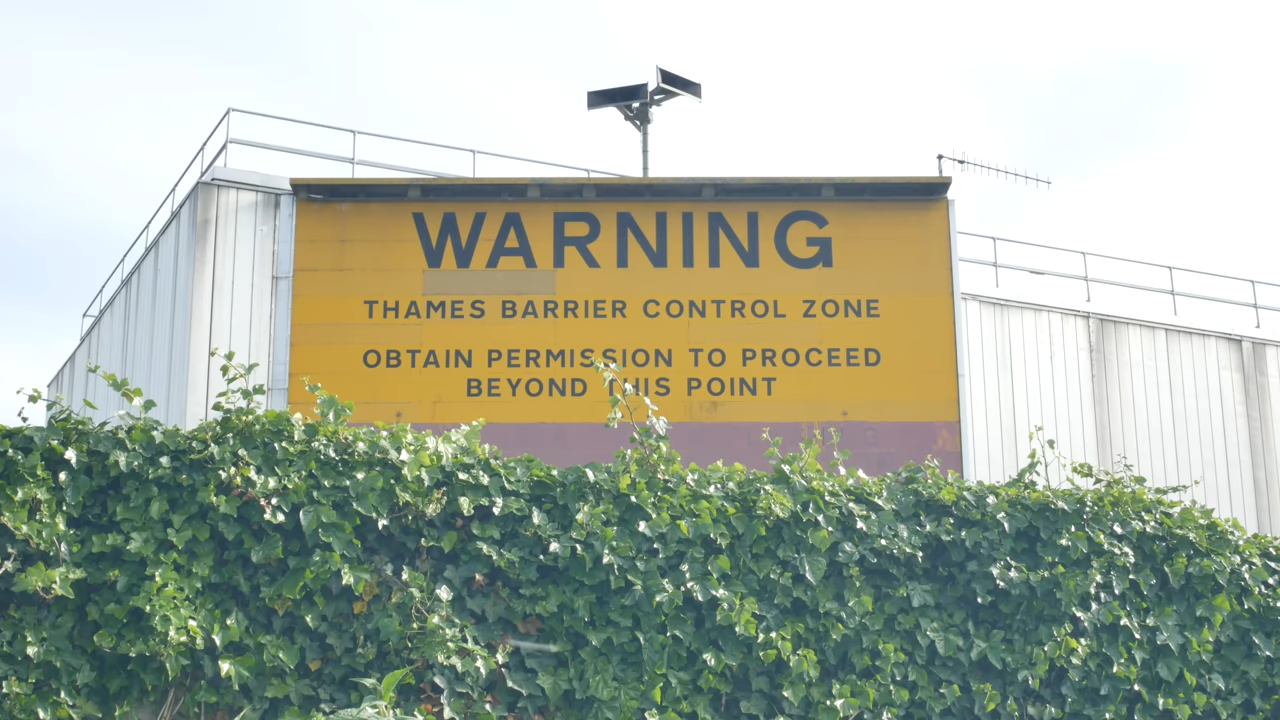 WARNING
THAMES BARRIER CONTROL ZONE
OBTAIN PERMISSION TO PROCEED
BEYOND THIS POINT